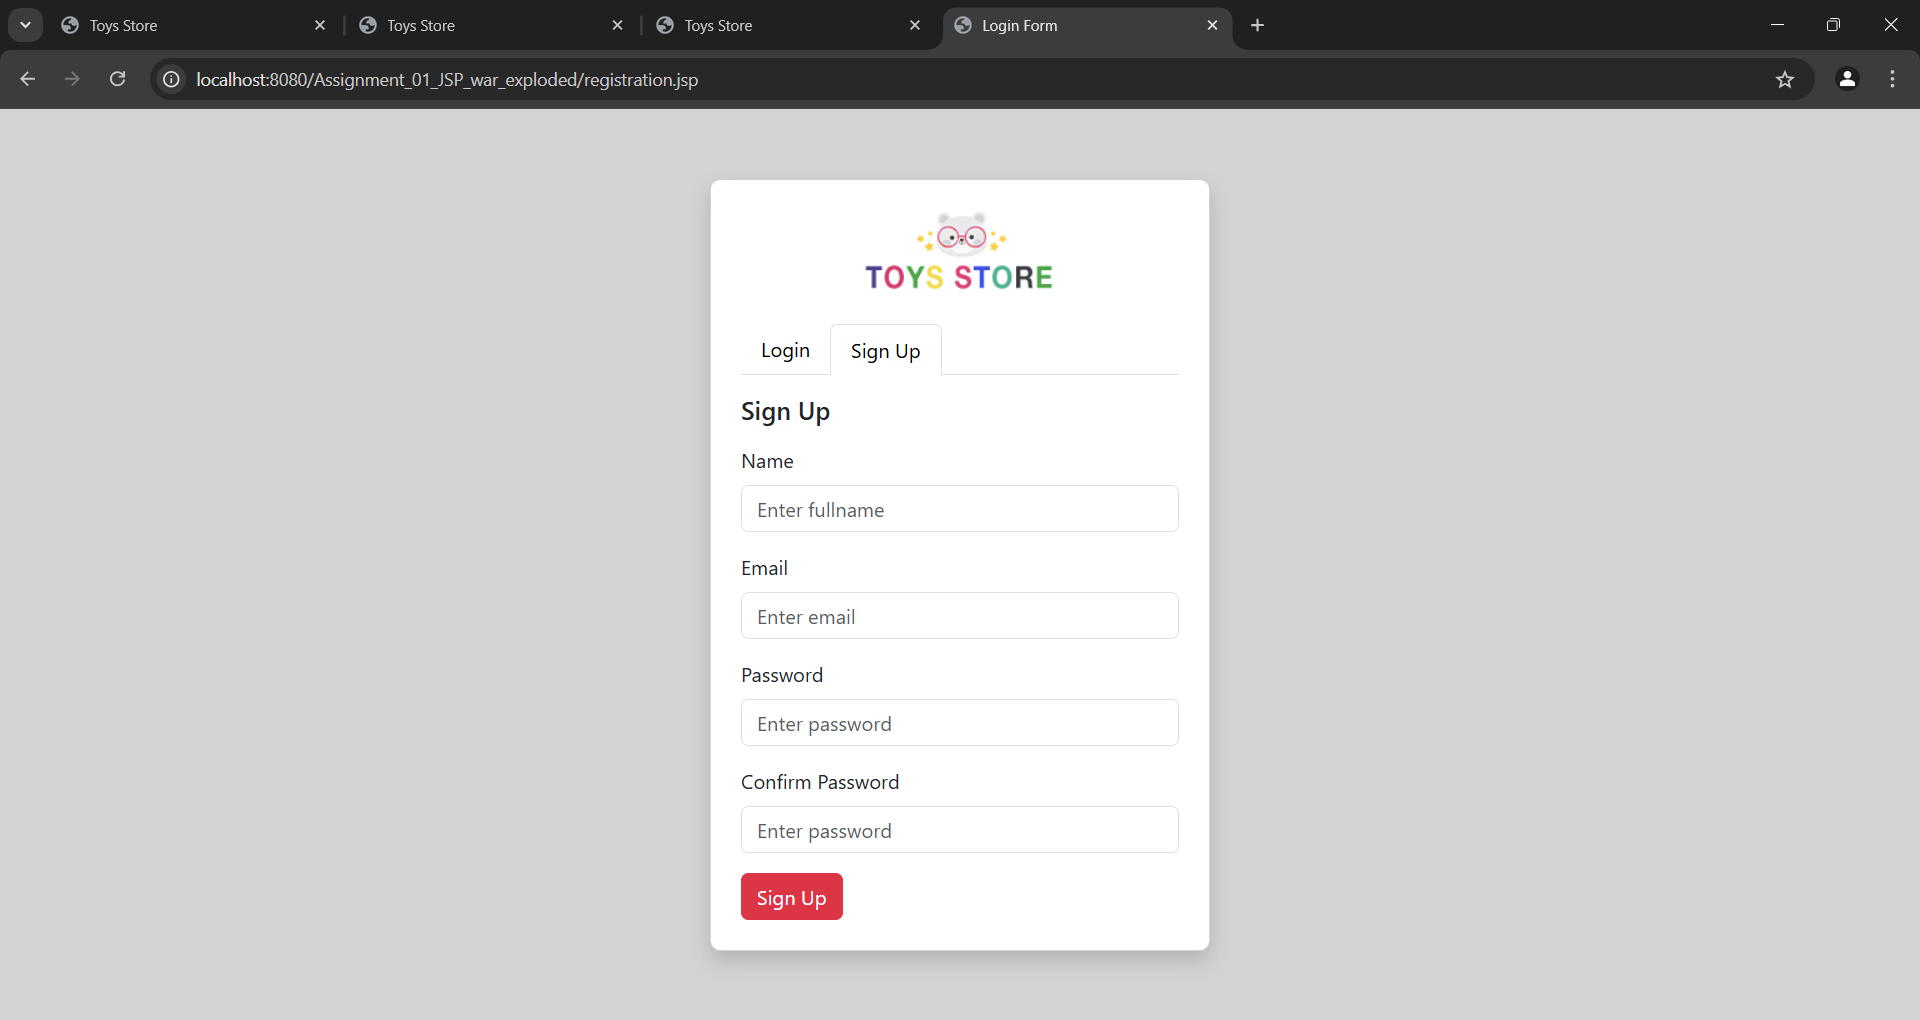 Toys Store
Toys Store
Toys Store
Login Form
localhost:8080/Assignment_01_JSP_war_exploded/registration.jsp
TOYS STORE
Login
Sign Up
Sign Up
Name
Enter fullname
Email
Enter email
Password
Enter password
Confirm Password
Enter password
Sign Up